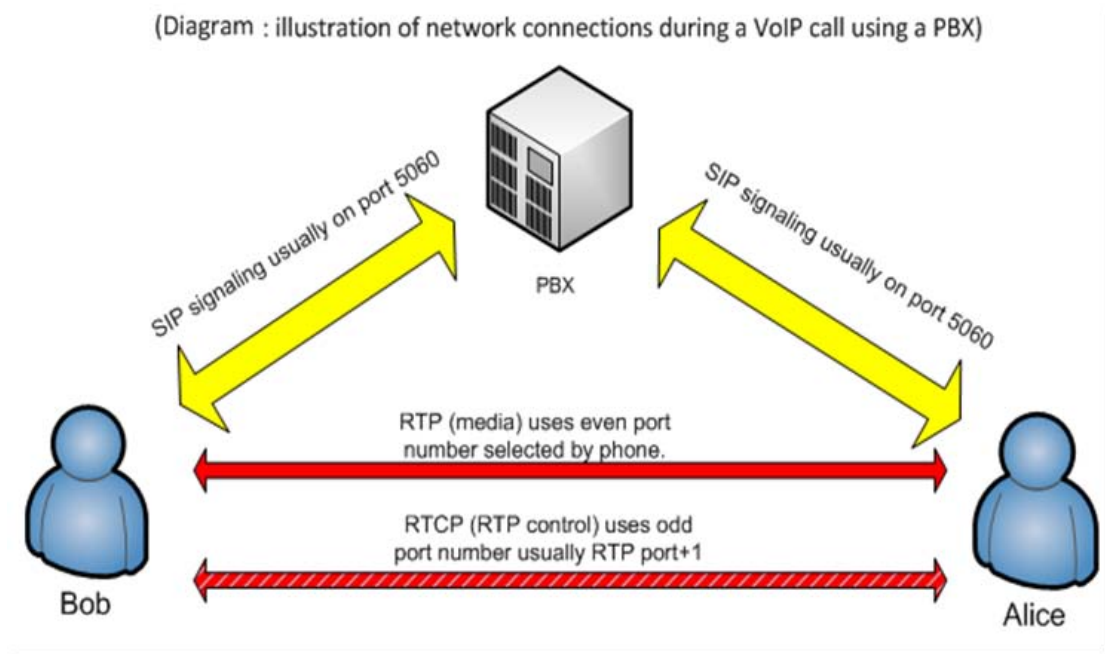 (Diagram : illustration of network connections during a VoIP call using a PBX)
SIP signaling usually on port 5060
SIP signaling usually on port 5060
PBX
RTP (media) uses even port
number selected by phone.
RTCP (RTP control) uses odd
port number usually RTP port+1
Bob
Alice